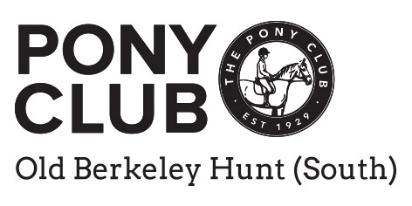 PONY
CLUB
THE PONY CLUB
EST 1929
Old Berkeley Hunt (South)